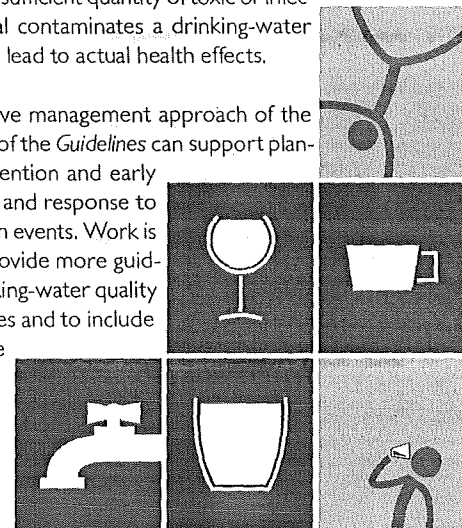 sufficient quantity of toxic or infec-
al contaminates a drinking-water
lead to actual health effects.
ve management approach of the
of the Guidelines can support plan-
ention and early
and response to
n events. Work is
ovide more guid-
king-water quality
es and to include
e